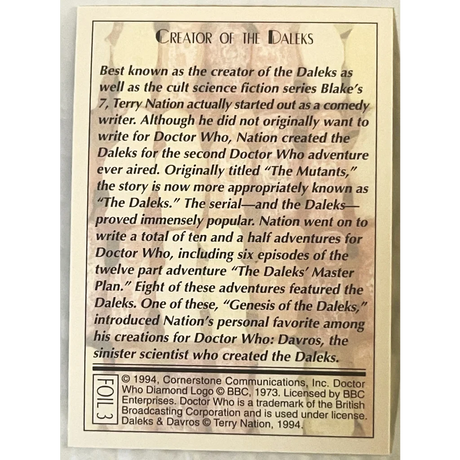 CREATOR OF THE DALEKS
Best known as the creator of the Daleks as
well as the cult science fiction series Blake's
7, Terry Nation actually started out as a comedy
writer. Although he did not originally want to
write for Doctor Who, Nation created the
Daleks for the second Doctor Who adventure
ever aired. Originally titled "The Mutants,"
the story is now more appropriately known as
"The Daleks." The serial—and the Daleks—
proved immensely popular. Nation went on to
write a total of ten and a half adventures for
Doctor Who, including six episodes of the
twelve part adventure "The Daleks' Master
Plan." Eight of these adventures featured the
Daleks. One of these, "Genesis of the Daleks,"
introduced Nation's personal favorite among
his creations for Doctor Who: Davros, the
sinister scientist who created the Daleks.
FOIL 3
© 1994, Cornerstone Communications, Inc. Doctor
Who Diamond Logo © BBC, 1973. Licensed by BBC
Enterprises. Doctor Who is a trademark of the British
Broadcasting Corporation and is used under license.
Daleks & Davros © Terry Nation, 1994.